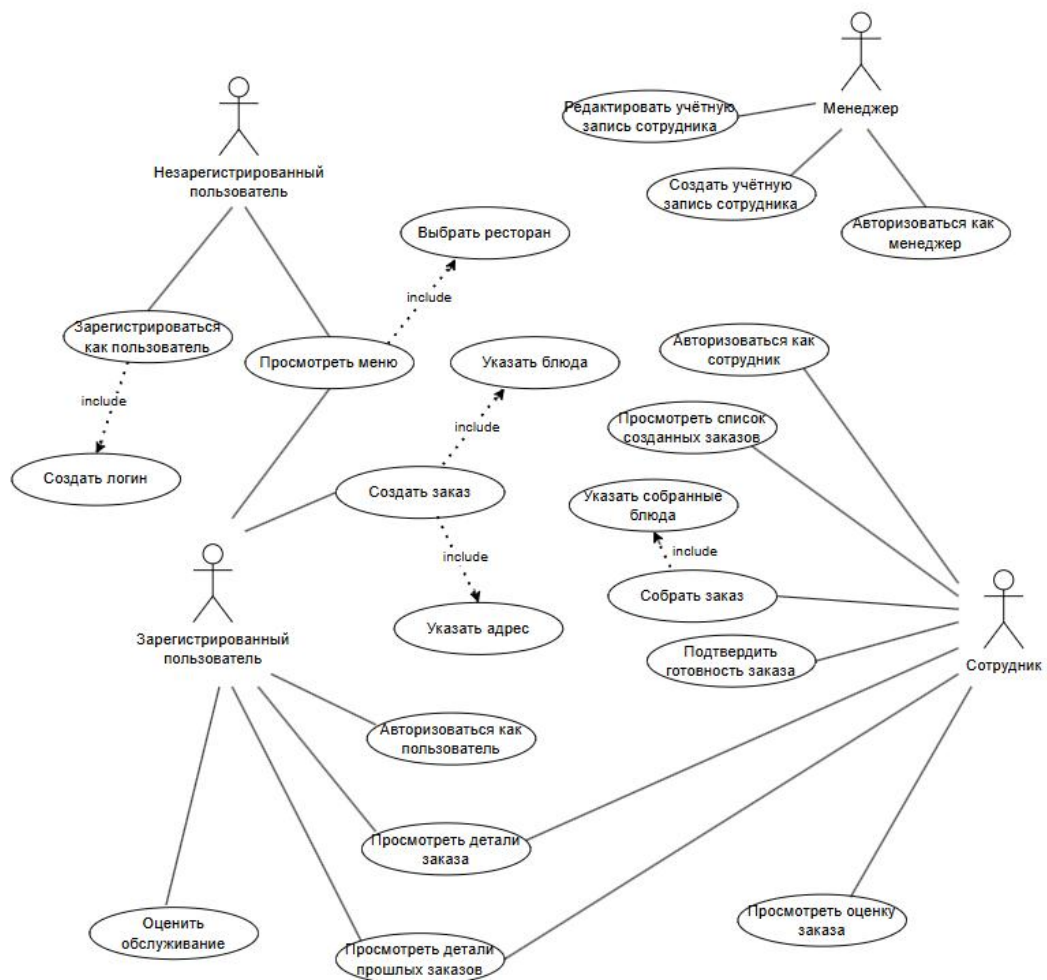 Менеджер
Редактировать учётную
запись сотрудника
Незарегистрированный
пользователь
Создать учётную
запись сотрудника
Авторизоваться как
менеджер
Выбрать ресторан
include
Зарегистрироваться
как пользователь
Просмотреть меню
Указать блюда
Авторизоваться как
сотрудник
include
include
Просмотреть список
созданных заказов
Создать логин
Создать заказ
Указать собранные
блюда
include
include
Собрать заказ
Указать адрес
Зарегистрированный
пользователь
Подтвердить
готовность заказа
Сотрудник
Авторизоваться как
пользователь
Просмотреть детали
заказа
Оценить
обслуживание
Просмотреть детали
прошлых заказов
Просмотреть оценку
заказа